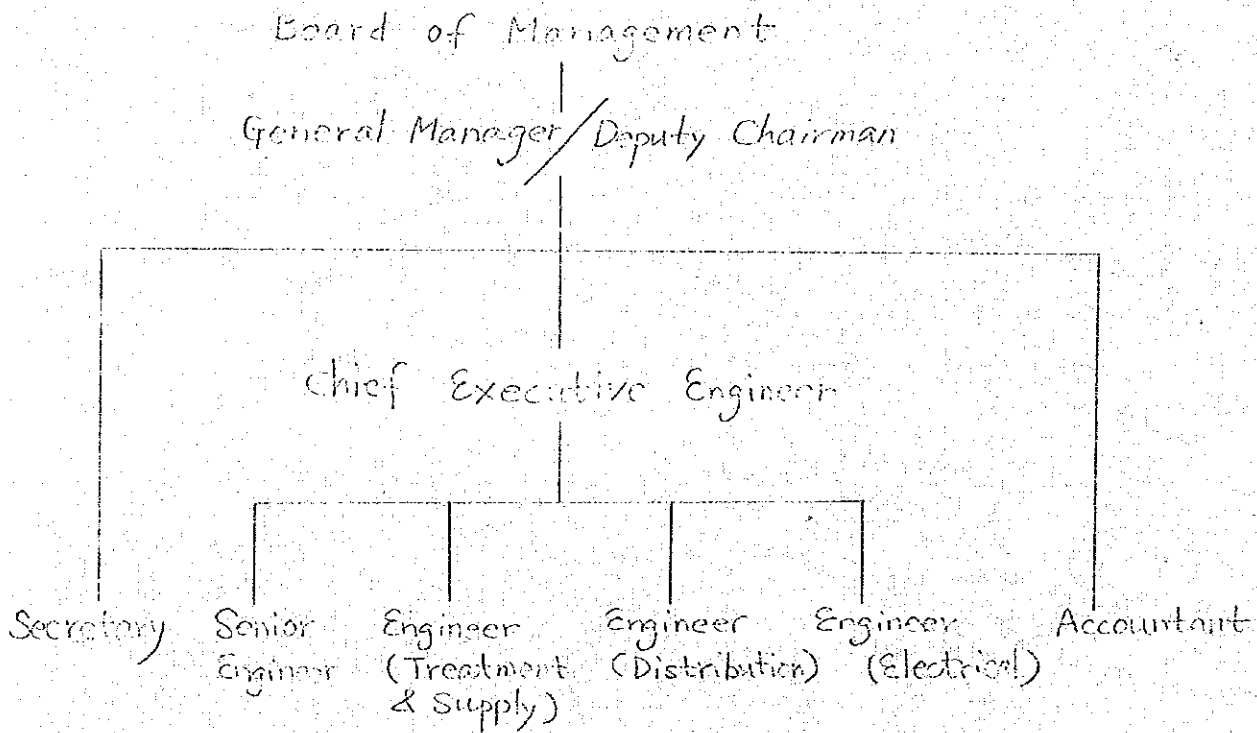 Board of Management
General Manager/Deputy Chairman
Chief Executive Engineer
Secretary
Senior
Engineer
Engineer
(Treatment
& Supply)
Engineer
(Distribution)
Engineer
(Electrical)
Accountant